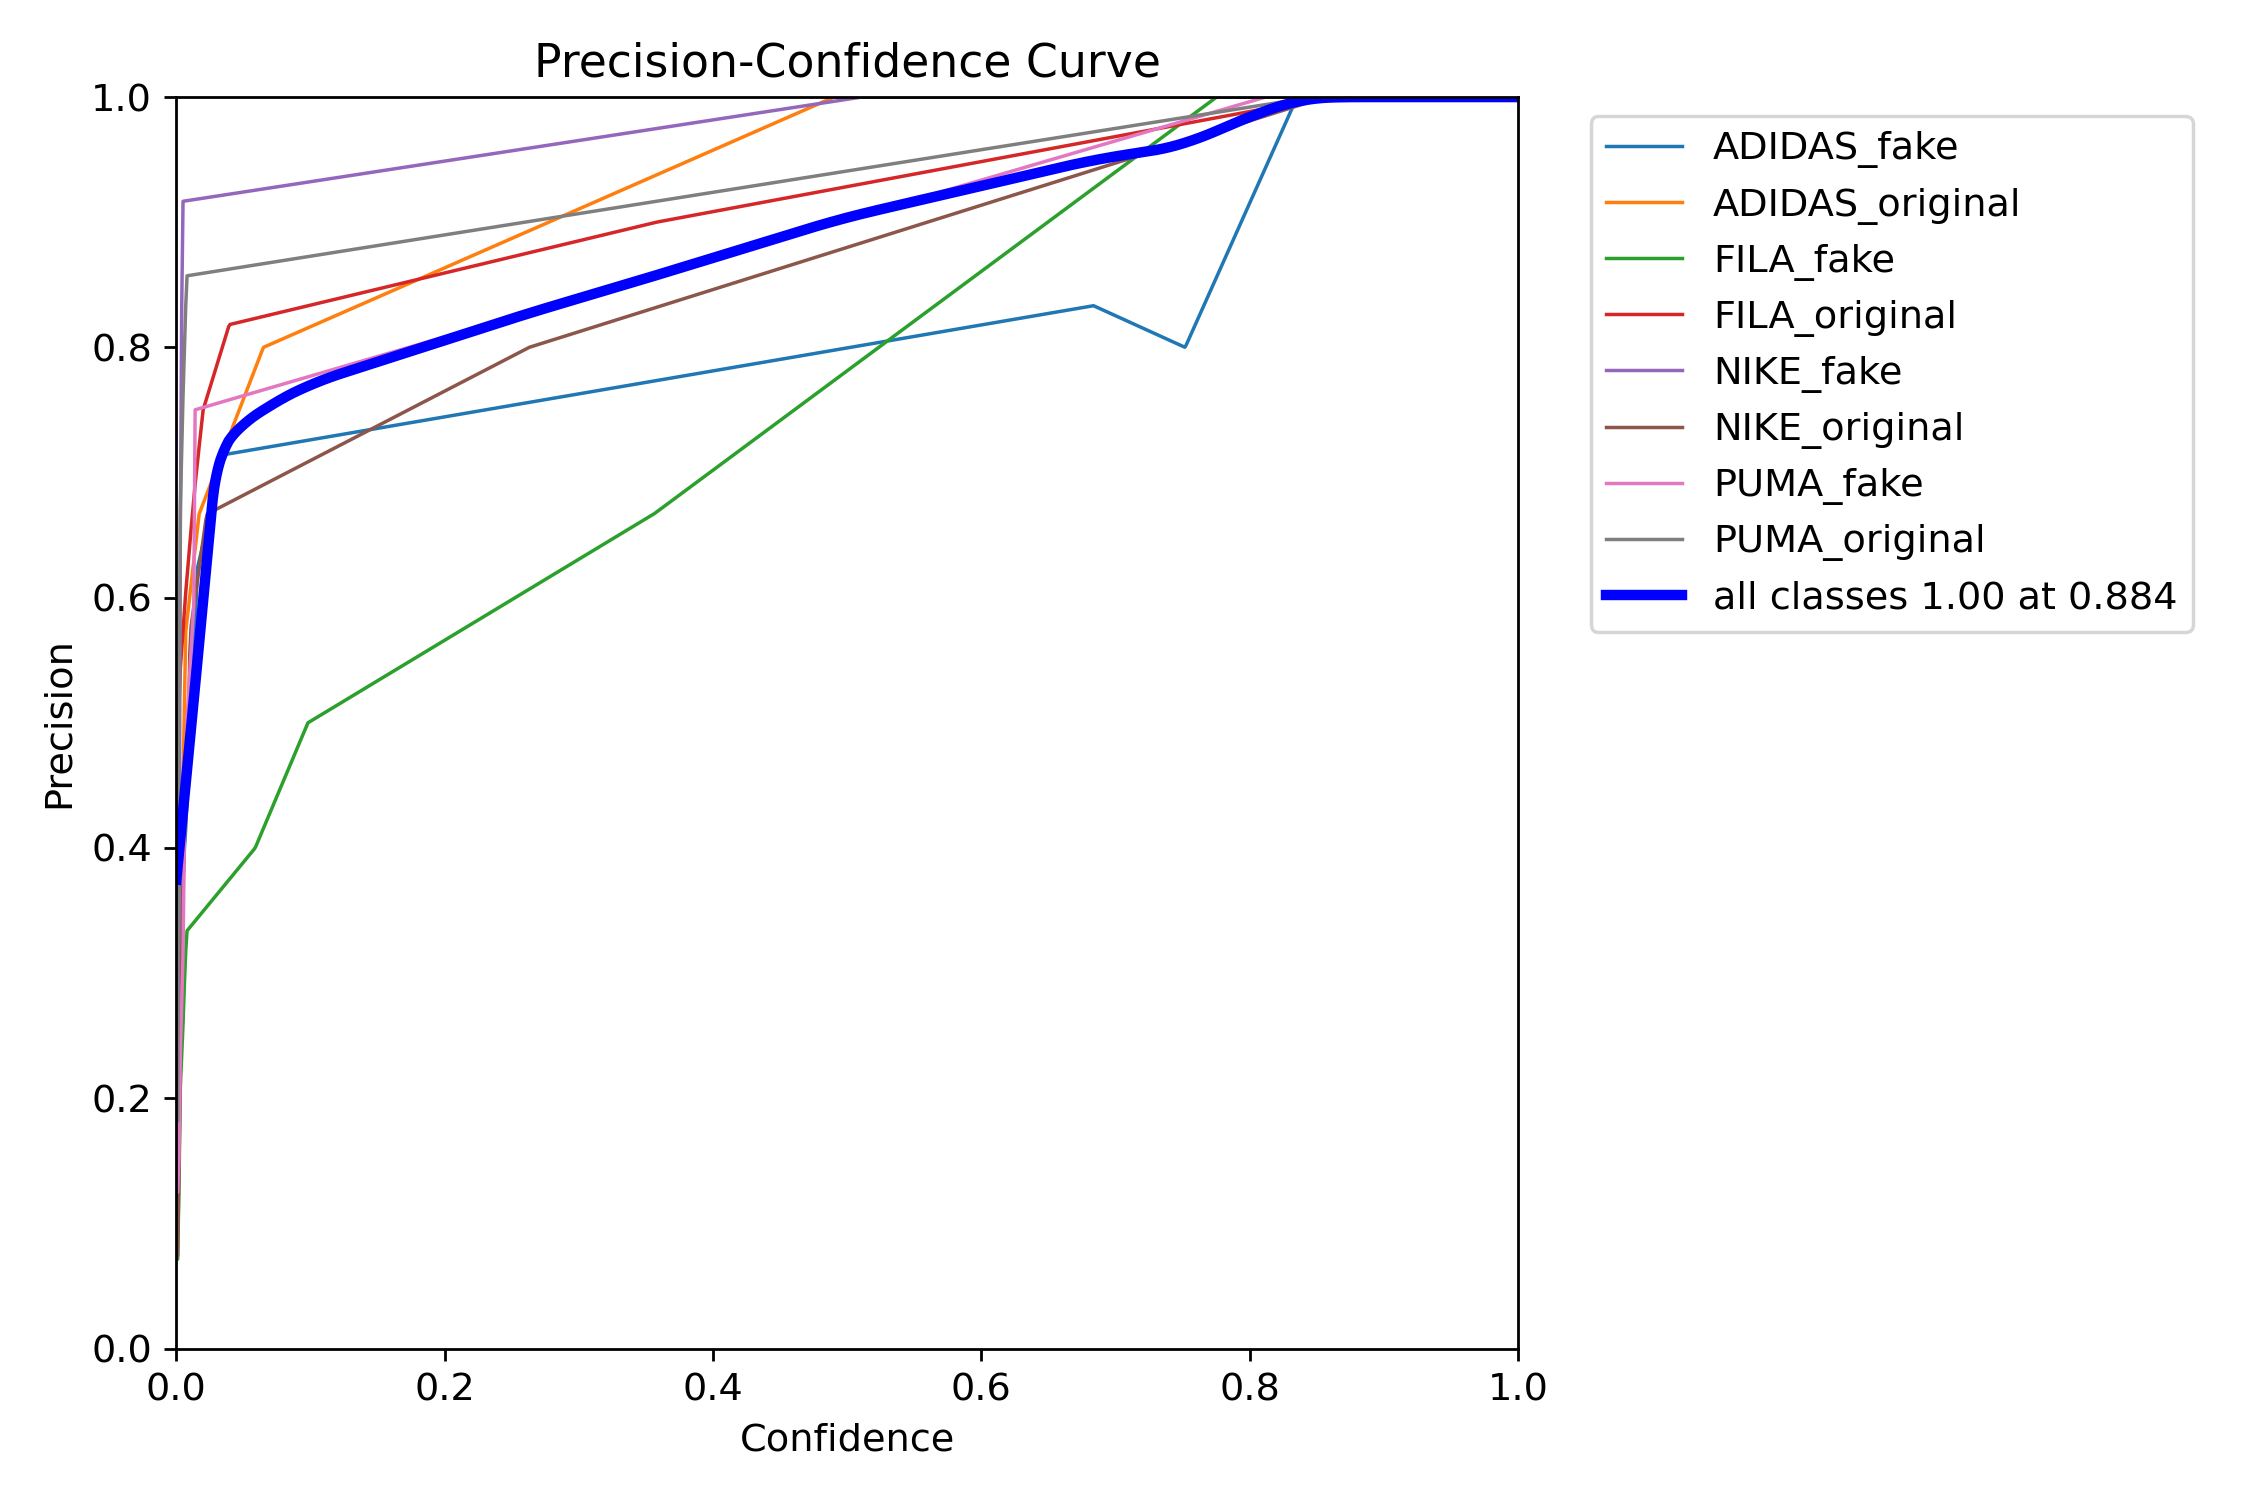 Precision-Confidence Curve
1.0
0.8
0.6
0.4
0.2
0.0
Precision
0.0 0.2 0.4 0.6 0.8 1.0
Confidence
ADIDAS_fake
ADIDAS_original
FILA_fake
FILA_original
NIKE_fake
NIKE_original
PUMA_fake
PUMA_original
all classes 1.00 at 0.884